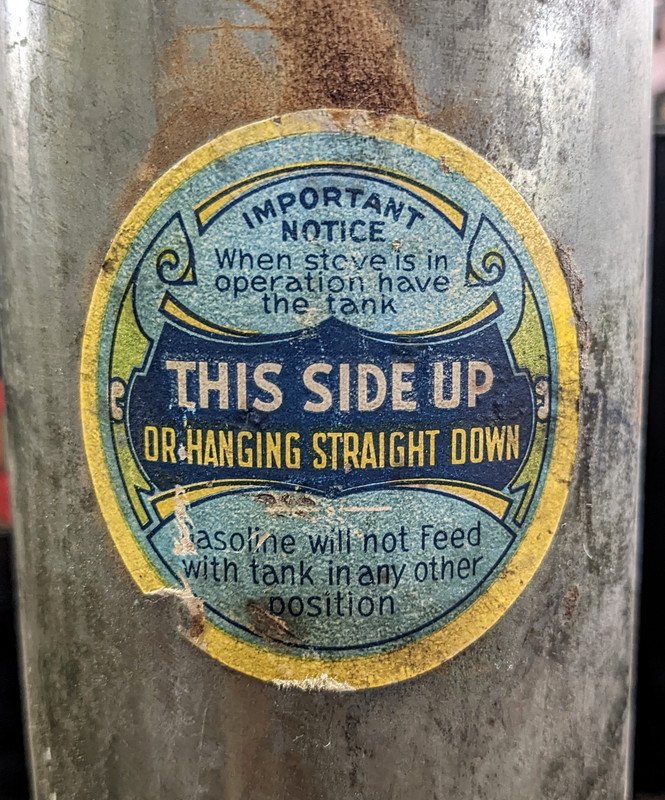 IMPORTANT
NOTICE
When stove is in
operation have
the tank
THIS SIDE UP
OR HANGING STRAIGHT DOWN
Gasoline will not Feed
with tank in any other
position